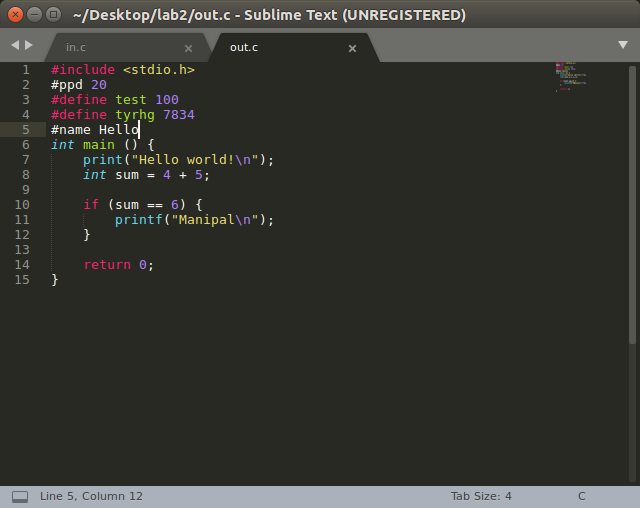 ~/Desktop/lab2/out.c - Sublime Text (UNREGISTERED)
in.c out.c
1 #include <stdio.h>
2 #ppd 20
3 #define test 100
4 #define tyrhg 7834
5 #name Hello
6 int main () {
7 print("Hello world!\n");
8 int sum = 4 + 5;
9
10 if (sum == 6) {
11 printf("Manipal\n");
12 }
13
14 return 0;
15 }
Line 5, Column 12 Tab Size: 4 C